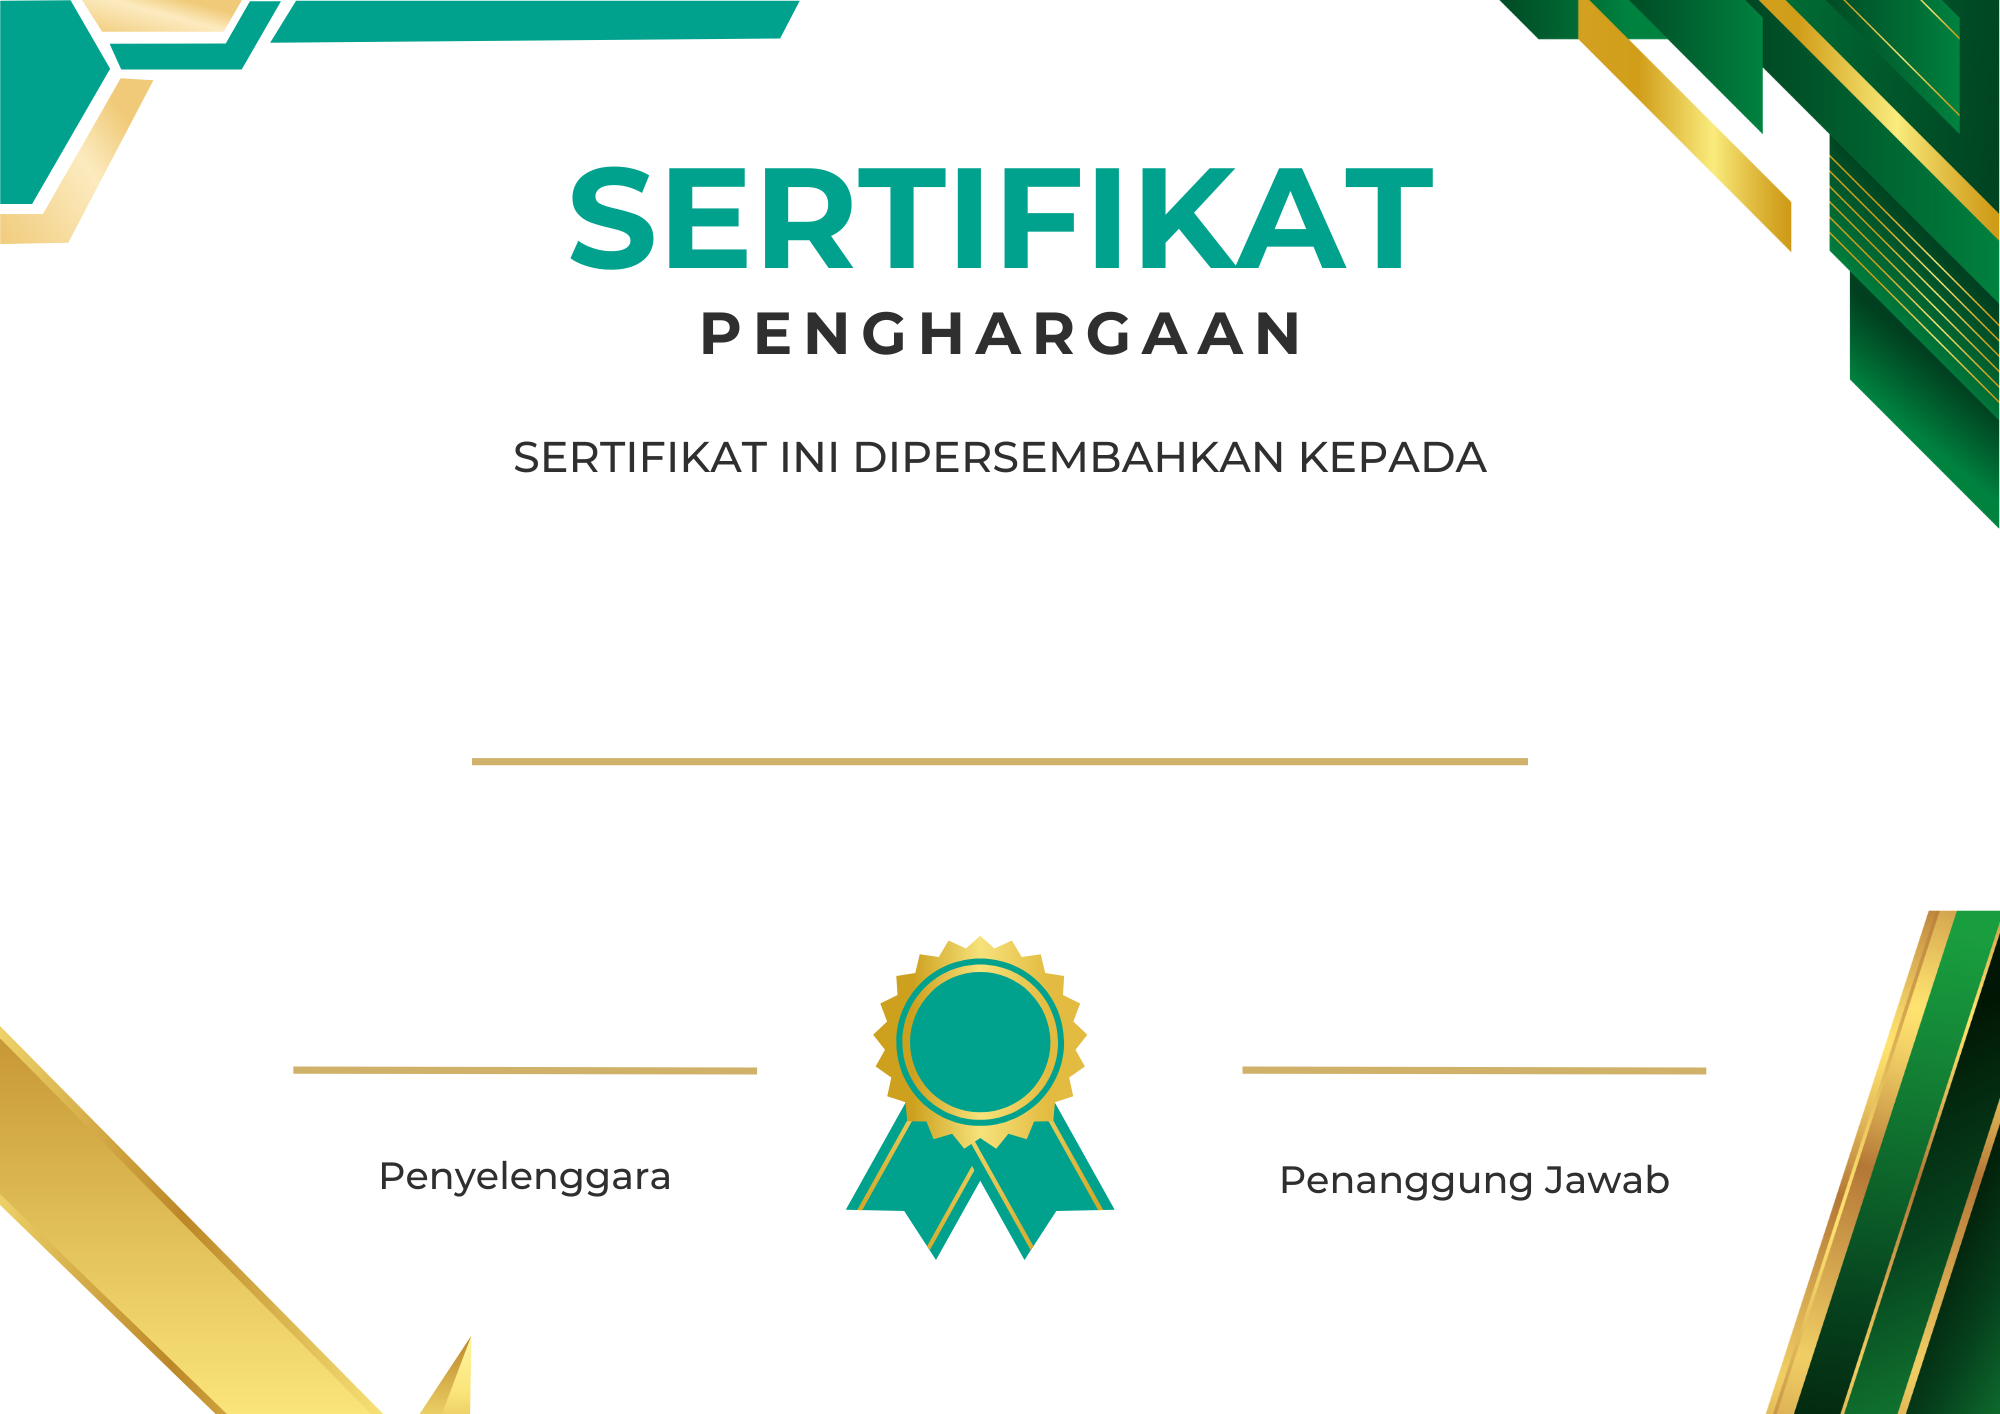 SERTIFIKAT
PENGHARGAAN
SERTIFIKAT INI DIPERSEMBAHKAN KEPADA
Penyelenggara
Penanggung Jawab